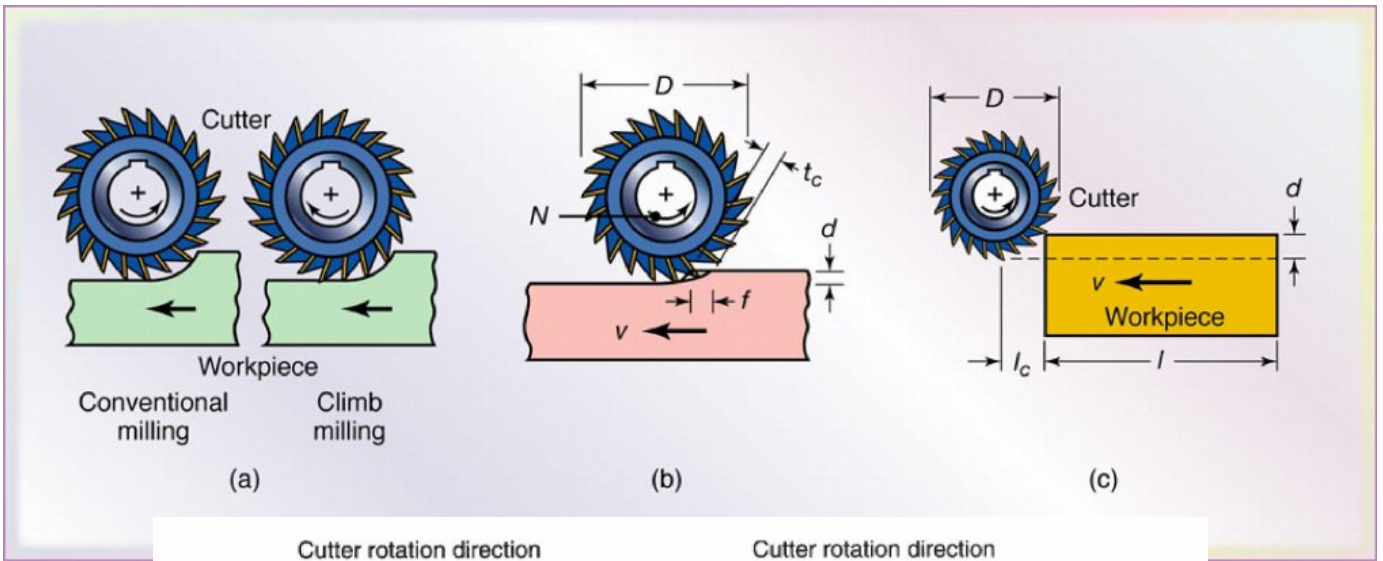 Cutter
Workpiece
Conventional
milling
Climb
milling
(a)
D
t_c
N
d
f
v
(b)
D
Cutter
d
v
Workpiece
l_c
l
(c)
Cutter rotation direction
Cutter rotation direction